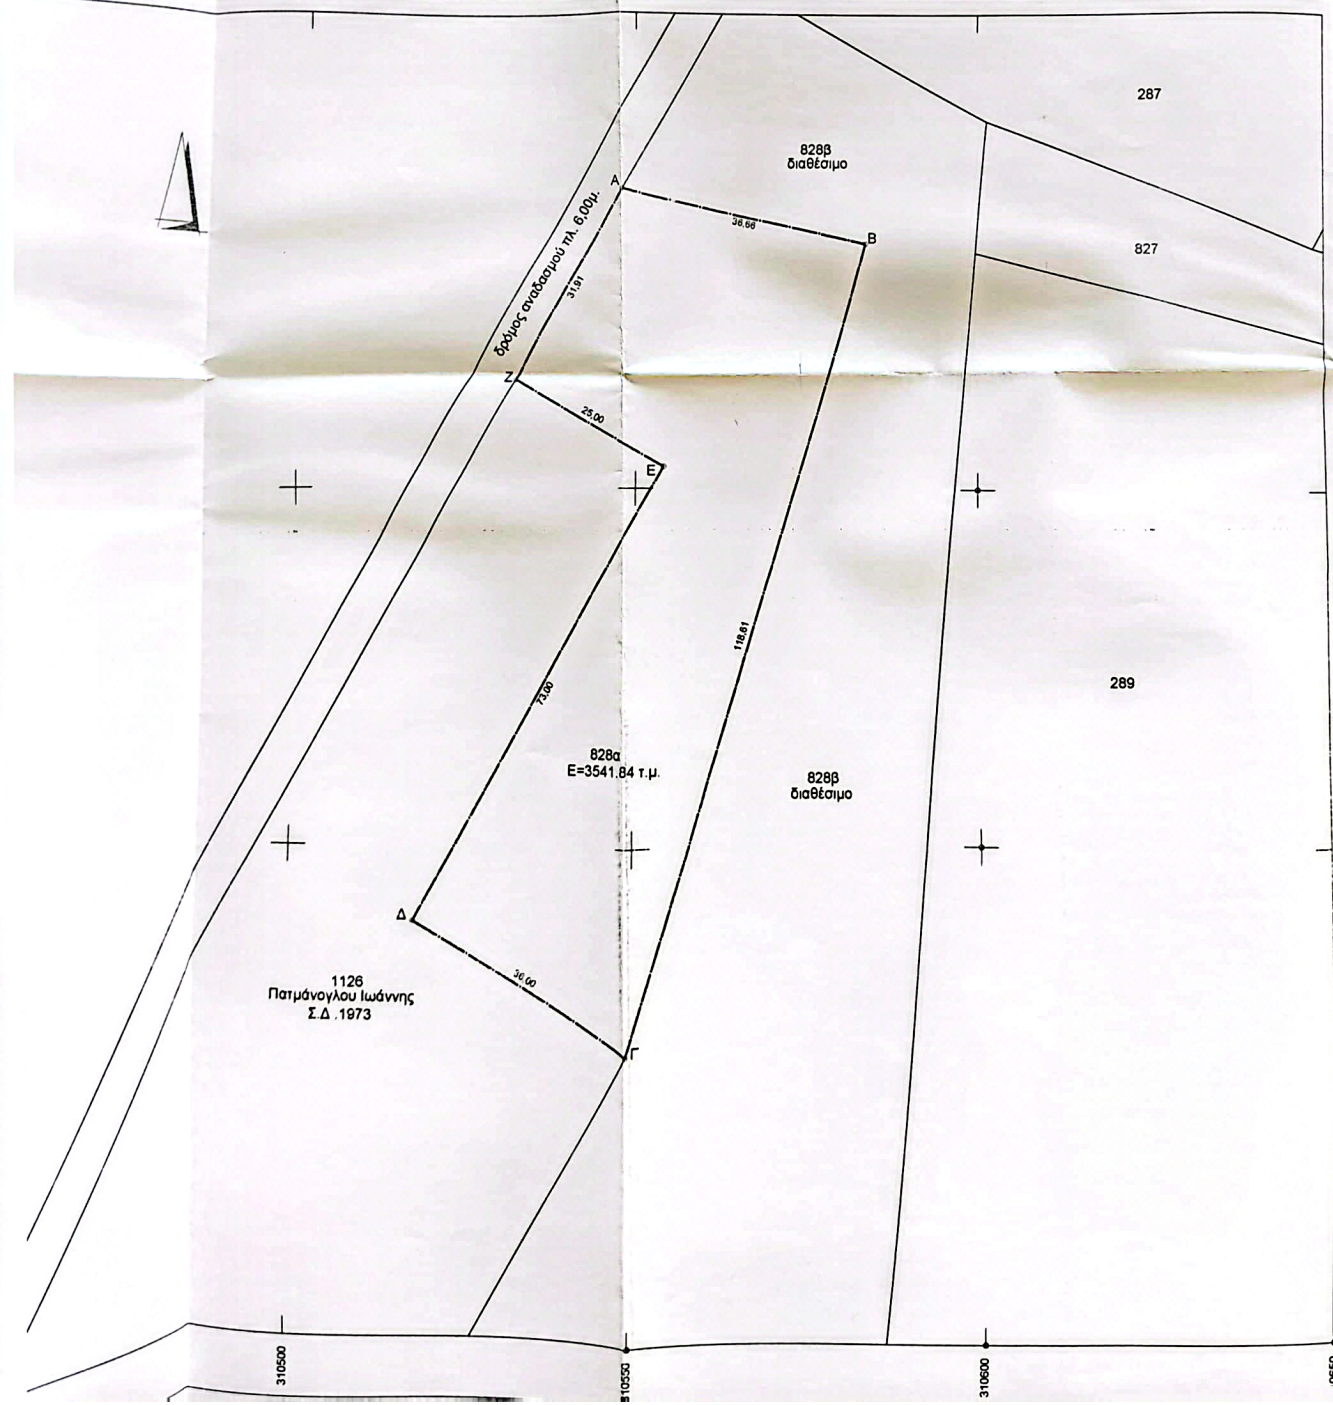 287
828β
διαθέσιμο
Α
36,66
Β
827
δρόμος αναδασμού πλ. 6,00μ.
31,91
Ζ
25,00
Ε
118,61
289
73,00
828α
Ε=3541,84 τ.μ.
828β
διαθέσιμο
Δ
36,00
1126
Πατμάνογλου Ιωάννης
Σ.Δ .1973
Γ
310500
310550
310600